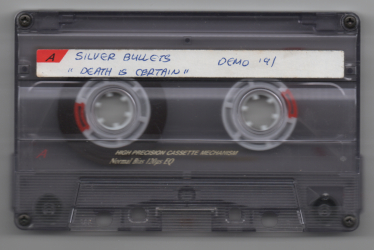 A SILVER BULLETS DEMO '91
" DEATH IS CERTAIN "
HIGH PRECISION CASSETTE MECHANISM
Normal Bias 120μs EQ
A